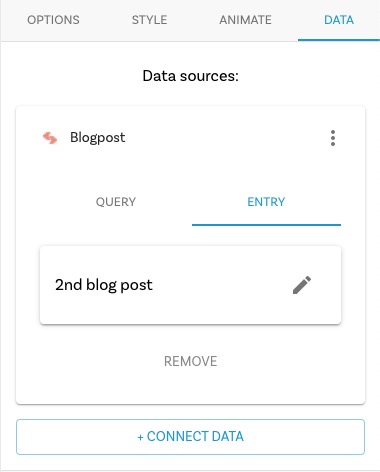 OPTIONS STYLE ANIMATE DATA
Data sources:
Blogpost
QUERY ENTRY
2nd blog post
REMOVE
+ CONNECT DATA